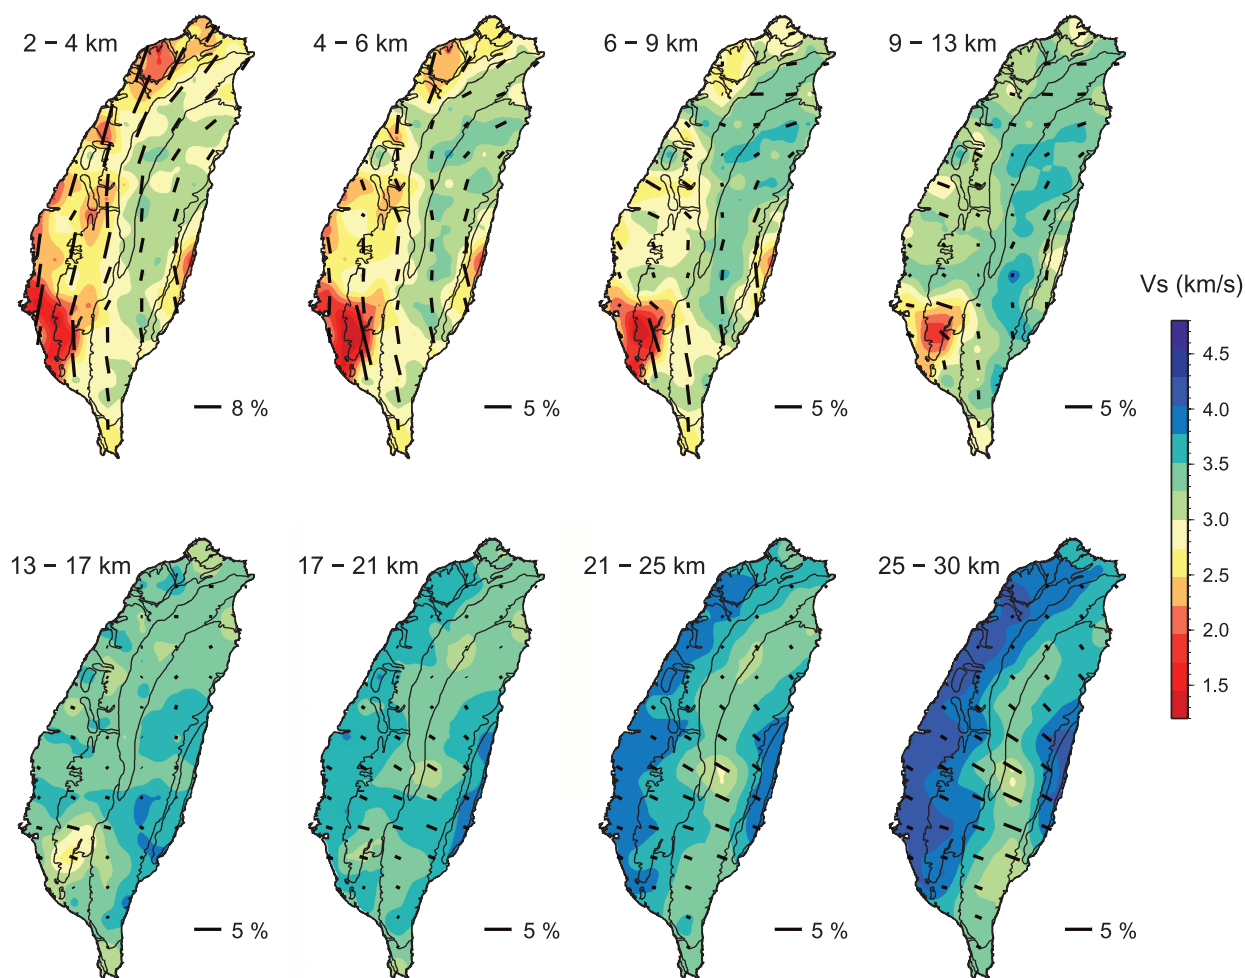 2 – 4 km
4 – 6 km
6 – 9 km
9 – 13 km
8 %
5 %
5 %
5 %
Vs (km/s)
4.5
4.0
3.5
3.0
2.5
2.0
1.5
13 – 17 km
17 – 21 km
21 – 25 km
25 – 30 km
5 %
5 %
5 %
5 %